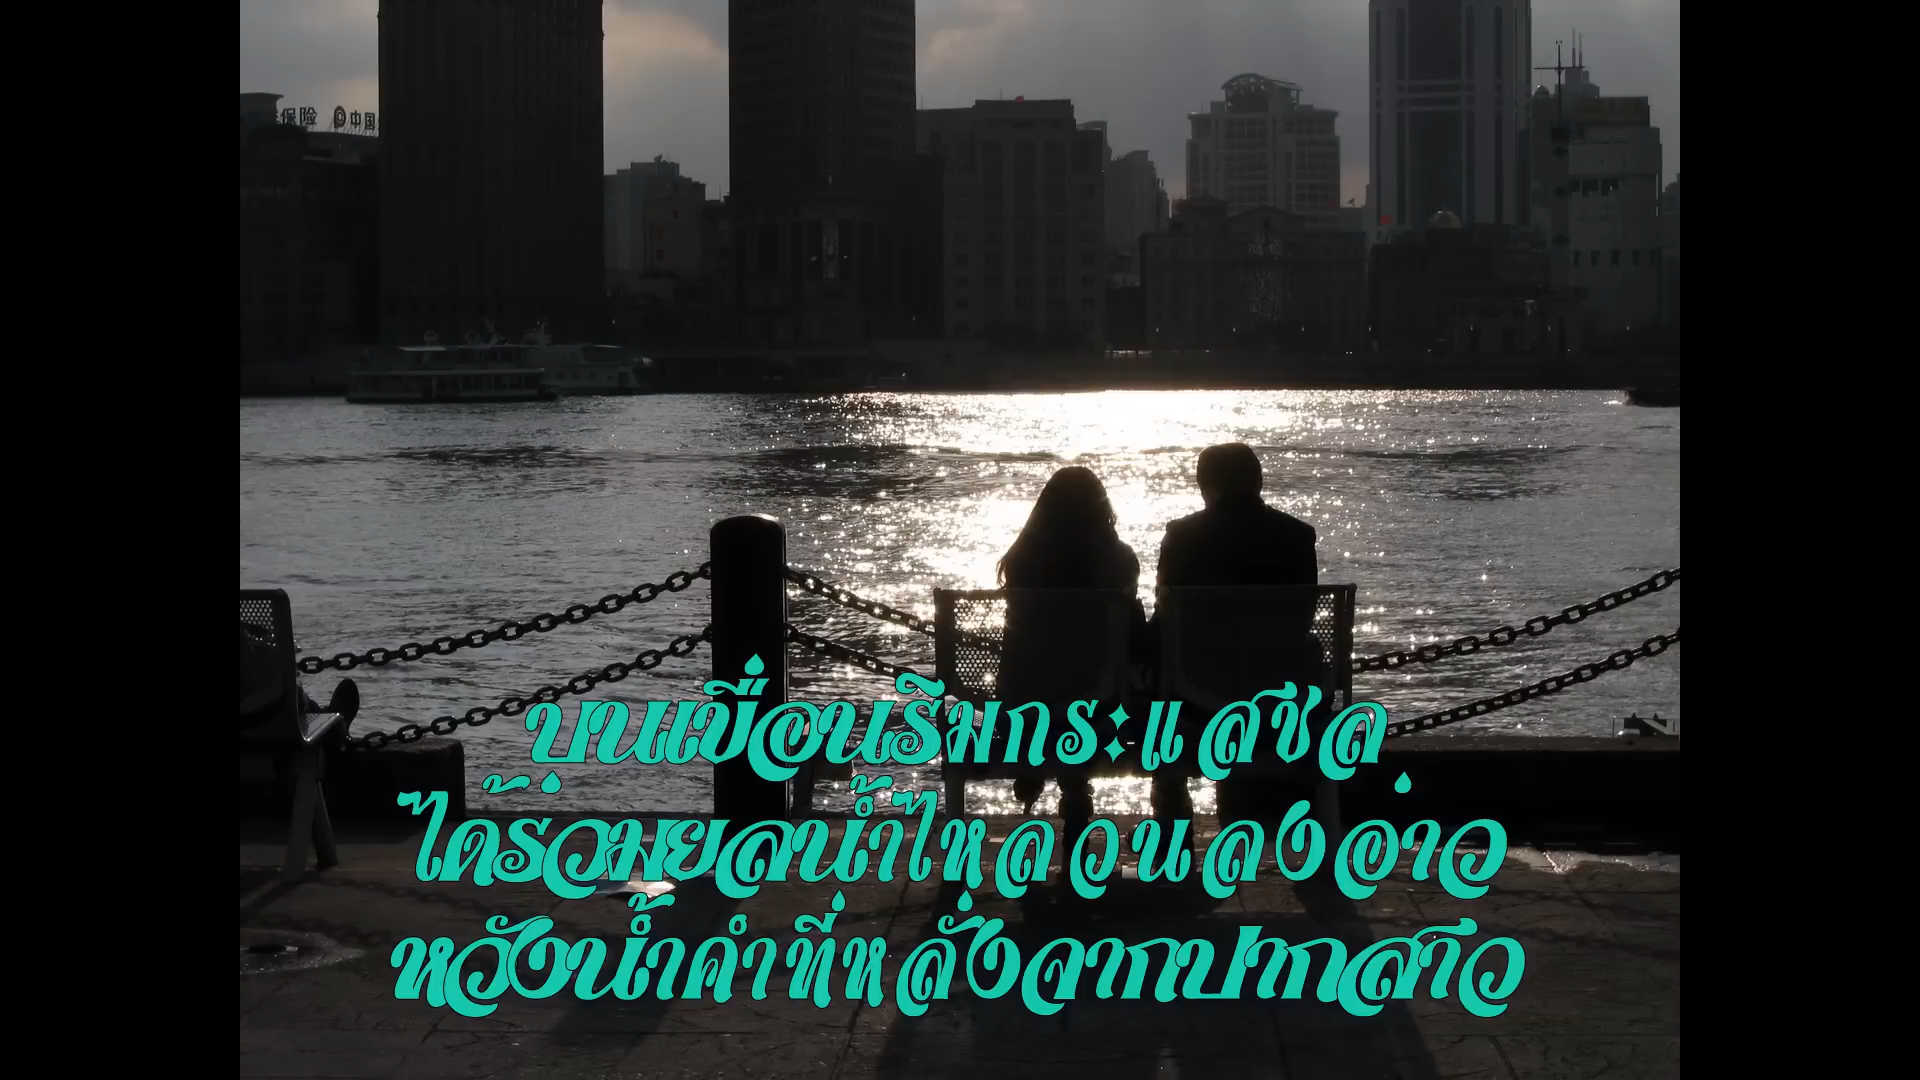 保险 中国
บนเขื่อนริมกระแสชล
ได้ร่วมยลน้ำไหลวนลงอ่าว
หวังน้ำคำที่หลั่งจากปากสาว